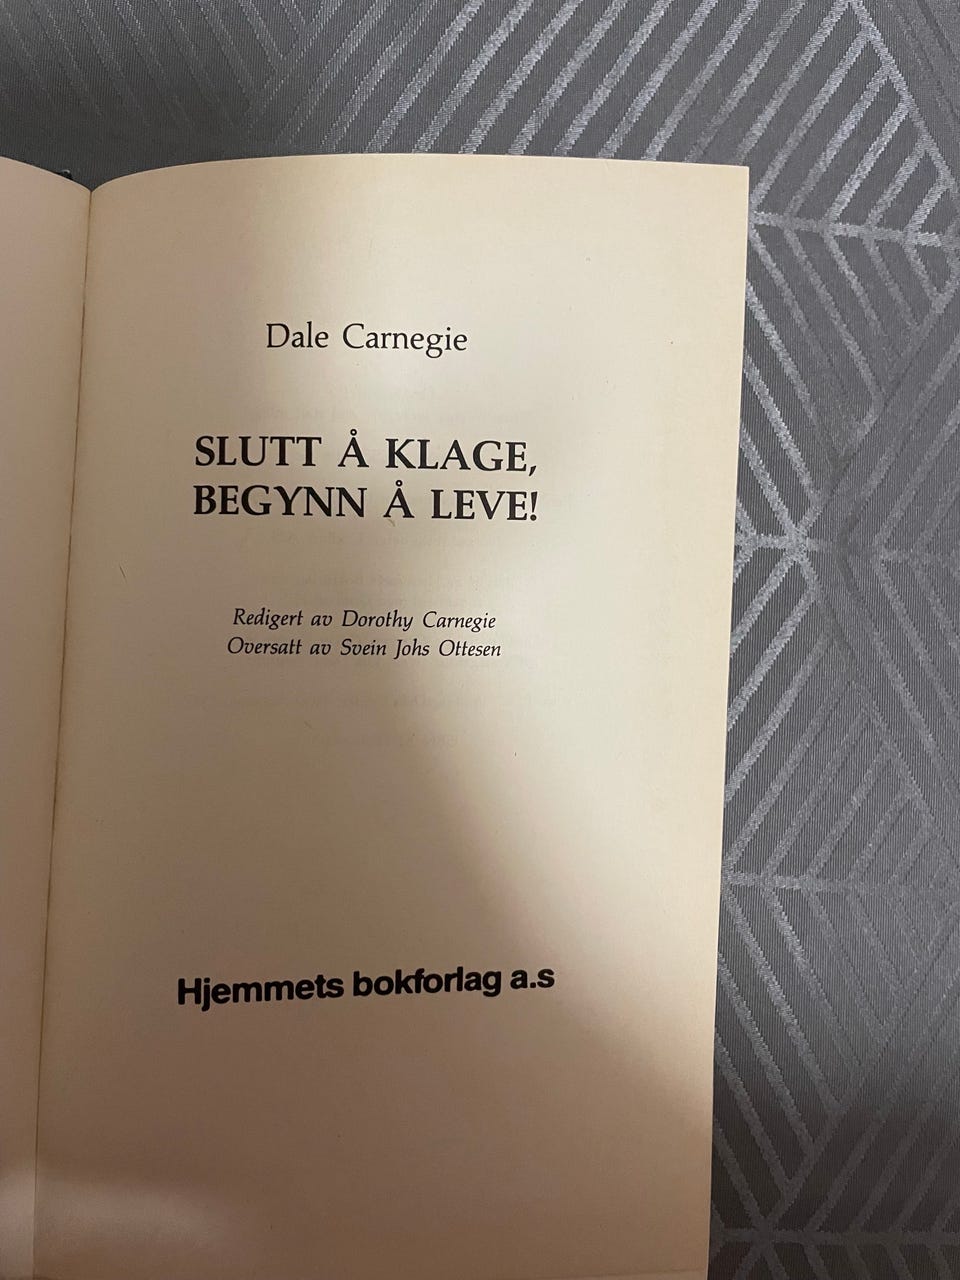 Dale Carnegie
SLUTT Å KLAGE,
BEGYNN Å LEVE!
Redigert av Dorothy Carnegie
Oversatt av Svein Johs Ottesen
Hjemmets bokforlag a.s